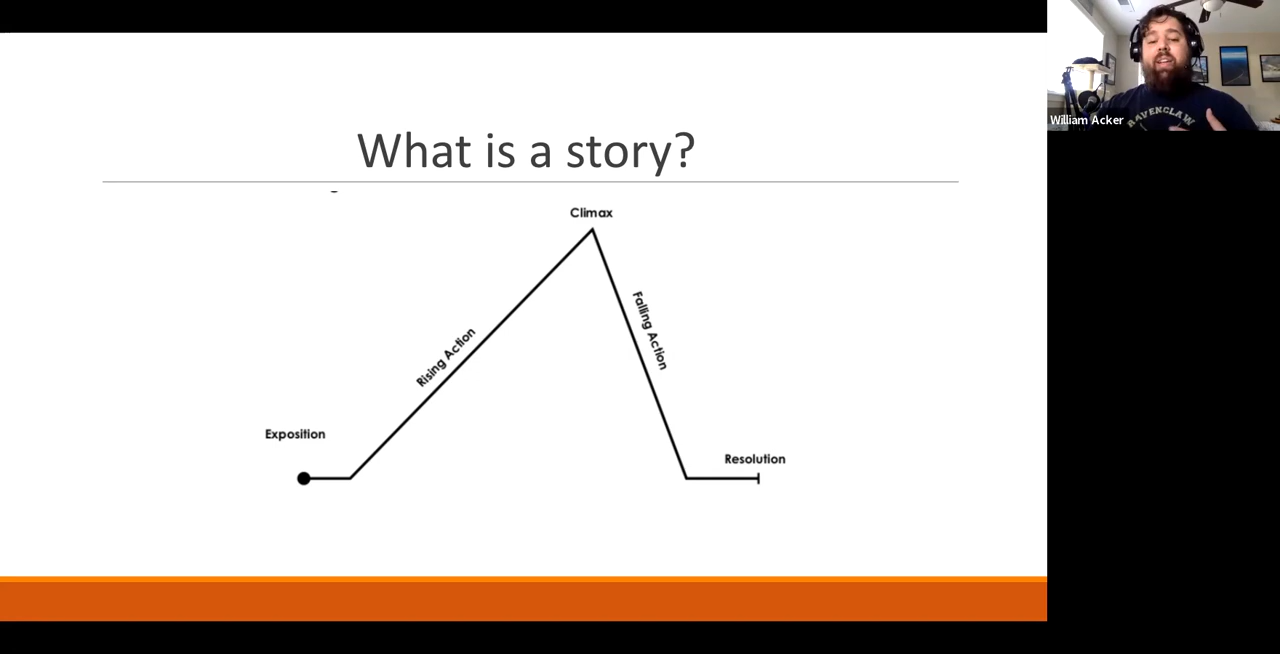 What is a story?
Climax
Rising Action
Falling Action
Exposition
Resolution
William Acker
RAVENCLAW